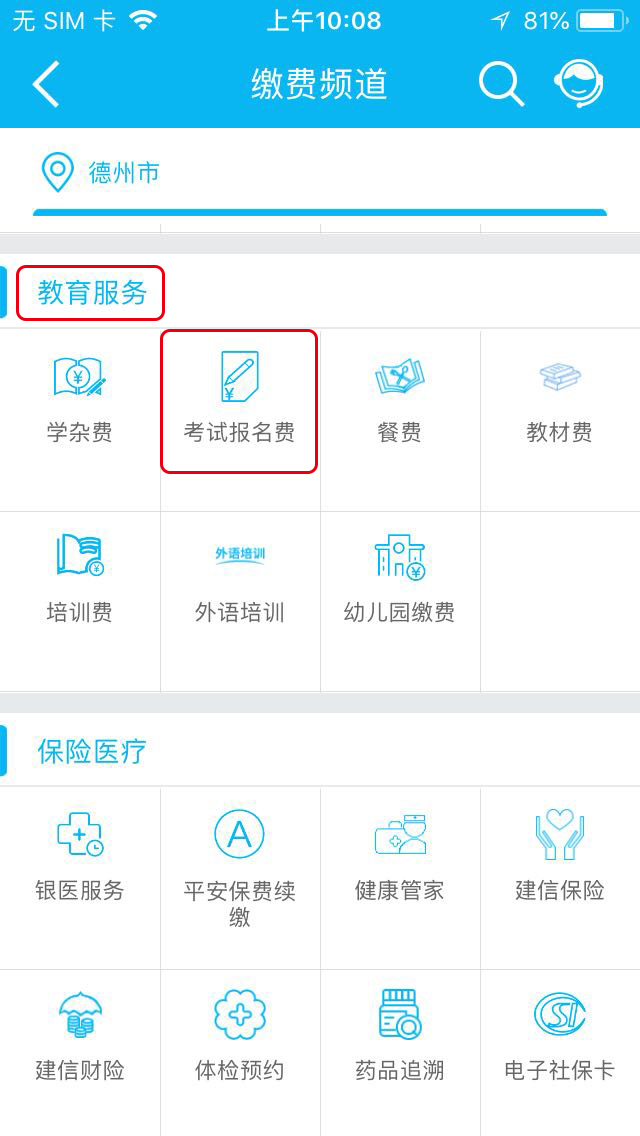 无 SIM 卡
上午10:08
81%
缴费频道
德州市
教育服务
¥
¥
学杂费
考试报名费
餐费
教材费
¥
外语培训
¥
培训费
外语培训
幼儿园缴费
保险医疗
A
银医服务
平安保费续
缴
健康管家
建信保险
SI
建信财险
体检预约
药品追溯
电子社保卡